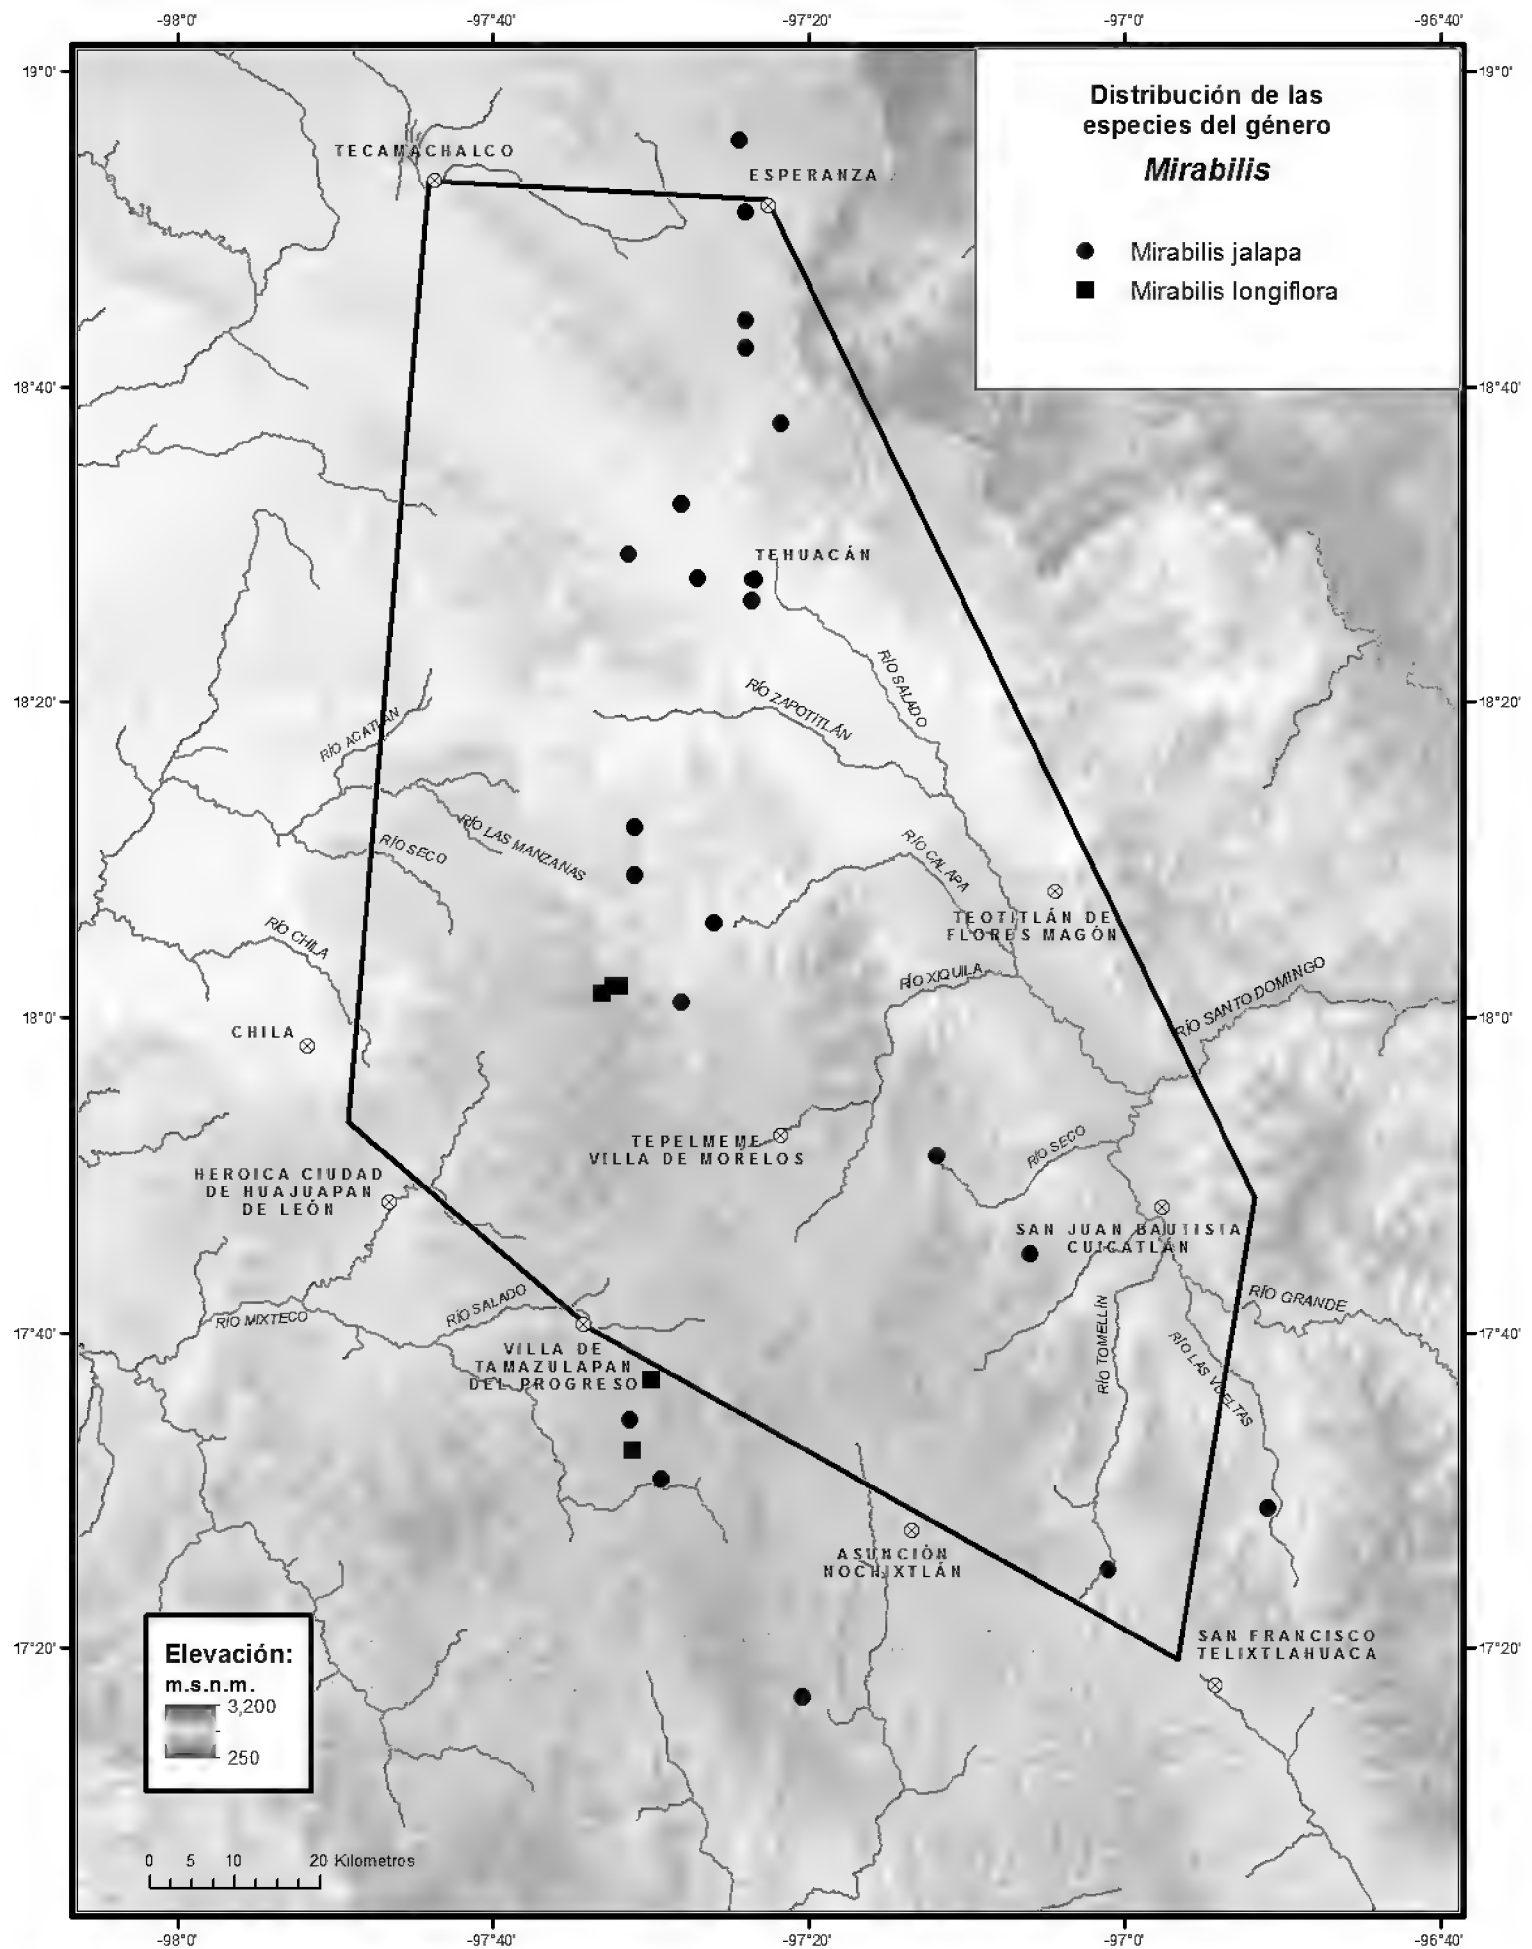 -98°0'
-97°40'
-97°20'
-97°0'
-96°40'
19°0'
19°0'
Distribución de las
especies del género
Mirabilis
Mirabilis jalapa
Mirabilis longiflora
TECAMACHALCO
ESPERANZA
18°40'
18°40'
TEHUACÁN
RÍO SALADO
18°20'
18°20'
RÍO ZAPOTITLÁN
RÍO ACATLÁN
RÍO LAS MANZANAS
RÍO SECO
RÍO CALAPA
TEOTITLÁN DE
FLORES MAGÓN
RÍO CHILA
RÍO XIQUILA
RÍO SANTO DOMINGO
18°0'
18°0'
CHILA
TEPELMEME
VILLA DE MORELOS
RÍO SECO
HEROICA CIUDAD
DE HUAJUAPAN
DE LEÓN
SAN JUAN BAUTISTA
CUICATLÁN
RÍO MIXTECO
RÍO SALADO
RÍO GRANDE
17°40'
17°40'
VILLA DE
TAMAZULAPAN
DEL PROGRESO
RÍO TOMELLÍN
RÍO LAS VUELTAS
ASUNCIÓN
NOCHIXTLÁN
SAN FRANCISCO
TELIXTLAHUACA
17°20'
17°20'
Elevación:
m.s.n.m.
3,200
250
0 5 10 20 Kilometros
-98°0'
-97°40'
-97°20'
-97°0'
-96°40'